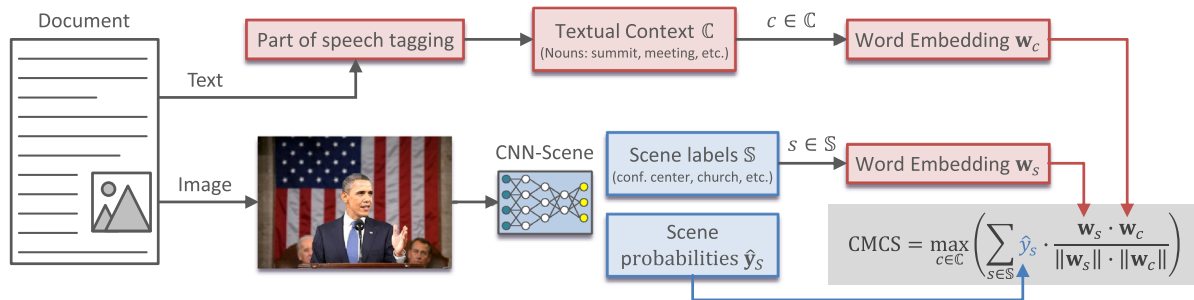 Document
Text
Image
Part of speech tagging
Textual Context ℂ
(Nouns: summit, meeting, etc.)
c ∈ ℂ
Word Embedding 𝐰_c
CNN-Scene
Scene labels 𝕊
(conf. center, church, etc.)
s ∈ 𝕊
Word Embedding 𝐰_s
Scene
probabilities ŷ_S
CMCS = max_{c∈ℂ} ( ∑_{s∈𝕊} ŷ_s · (𝐰_s · 𝐰_c) / (‖𝐰_s‖ · ‖𝐰_c‖) )